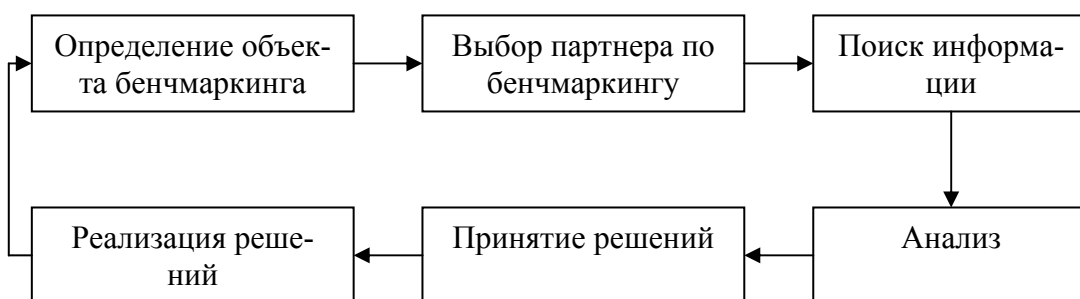 Определение объек-
та бенчмаркинга
Выбор партнера по
бенчмаркингу
Поиск информа-
ции
Реализация реше-
ний
Принятие решений
Анализ